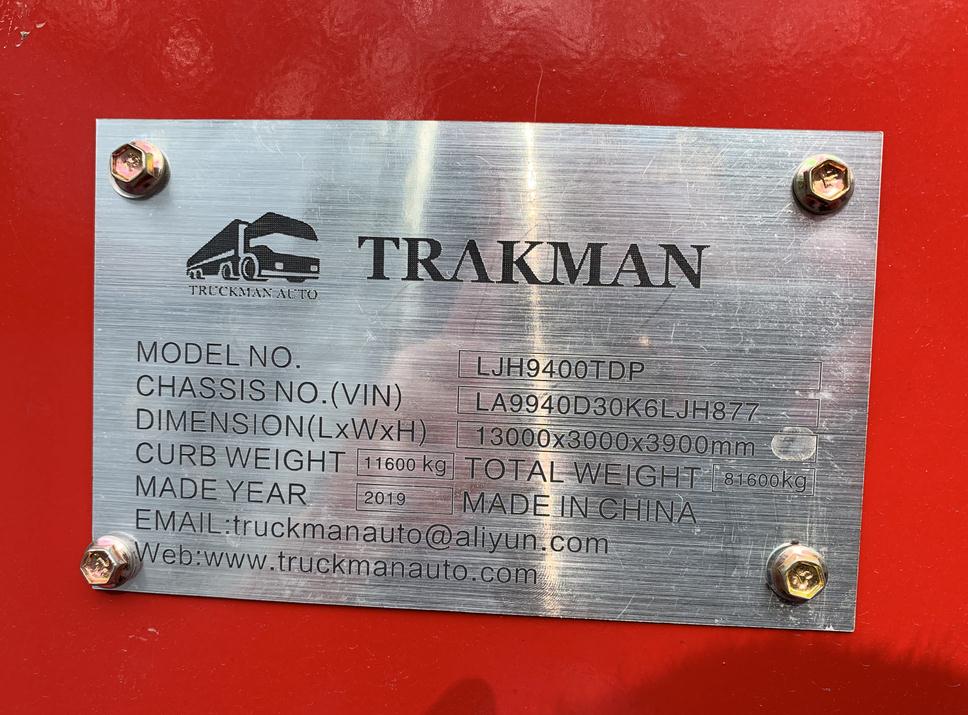 TRUCKMAN AUTO
TRAKMAN
MODEL NO. LJH9400TDP
CHASSIS NO.(VIN) LA9940D30K6LJH877
DIMENSION(LxWxH) 13000x3000x3900mm
CURB WEIGHT 11600 kg TOTAL WEIGHT 81600kg
MADE YEAR 2019 MADE IN CHINA
EMAIL:truckmanauto@aliyun.com
Web:www.truckmanauto.com